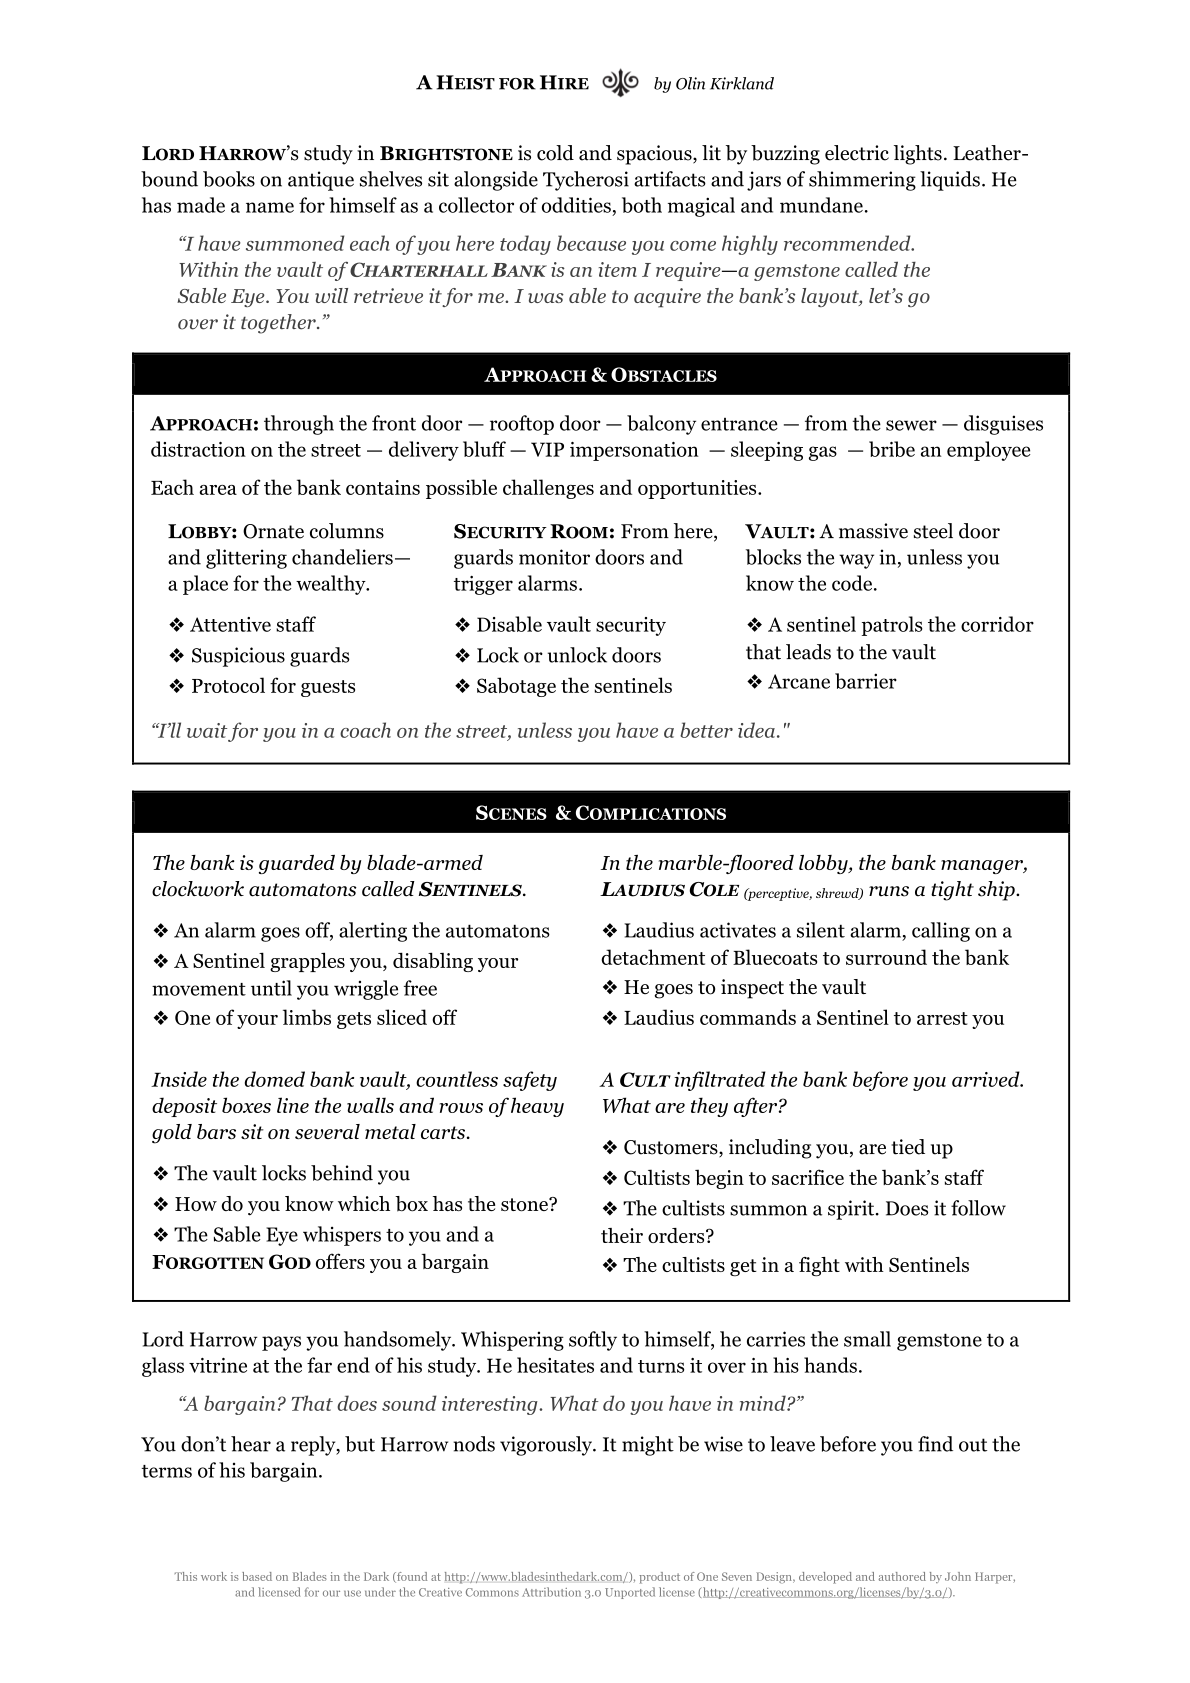 A Heist for Hire by Olin Kirkland
Lord Harrow's study in Brightstone is cold and spacious, lit by buzzing electric lights. Leather-
bound books on antique shelves sit alongside Tycherosi artifacts and jars of shimmering liquids. He
has made a name for himself as a collector of oddities, both magical and mundane.
“I have summoned each of you here today because you come highly recommended.
Within the vault of Charterhall Bank is an item I require—a gemstone called the
Sable Eye. You will retrieve it for me. I was able to acquire the bank’s layout, let’s go
over it together.”
Approach & Obstacles
Approach: through the front door — rooftop door — balcony entrance — from the sewer — disguises
distraction on the street — delivery bluff — VIP impersonation — sleeping gas — bribe an employee
Each area of the bank contains possible challenges and opportunities.
Lobby: Ornate columns
and glittering chandeliers—
a place for the wealthy.
❖ Attentive staff
❖ Suspicious guards
❖ Protocol for guests
Security Room: From here,
guards monitor doors and
trigger alarms.
❖ Disable vault security
❖ Lock or unlock doors
❖ Sabotage the sentinels
Vault: A massive steel door
blocks the way in, unless you
know the code.
❖ A sentinel patrols the corridor
that leads to the vault
❖ Arcane barrier
“I’ll wait for you in a coach on the street, unless you have a better idea."
Scenes & Complications
The bank is guarded by blade-armed
clockwork automatons called Sentinels.
❖ An alarm goes off, alerting the automatons
❖ A Sentinel grapples you, disabling your
movement until you wriggle free
❖ One of your limbs gets sliced off
In the marble-floored lobby, the bank manager,
Laudius Cole (perceptive, shrewd) runs a tight ship.
❖ Laudius activates a silent alarm, calling on a
detachment of Bluecoats to surround the bank
❖ He goes to inspect the vault
❖ Laudius commands a Sentinel to arrest you
Inside the domed bank vault, countless safety
deposit boxes line the walls and rows of heavy
gold bars sit on several metal carts.
❖ The vault locks behind you
❖ How do you know which box has the stone?
❖ The Sable Eye whispers to you and a
Forgotten God offers you a bargain
A Cult infiltrated the bank before you arrived.
What are they after?
❖ Customers, including you, are tied up
❖ Cultists begin to sacrifice the bank’s staff
❖ The cultists summon a spirit. Does it follow
their orders?
❖ The cultists get in a fight with Sentinels
Lord Harrow pays you handsomely. Whispering softly to himself, he carries the small gemstone to a
glass vitrine at the far end of his study. He hesitates and turns it over in his hands.
“A bargain? That does sound interesting. What do you have in mind?”
You don’t hear a reply, but Harrow nods vigorously. It might be wise to leave before you find out the
terms of his bargain.
This work is based on Blades in the Dark (found at http://www.bladesinthedark.com/), product of One Seven Design, developed and authored by John Harper,
and licensed for our use under the Creative Commons Attribution 3.0 Unported license (http://creativecommons.org/licenses/by/3.0/).